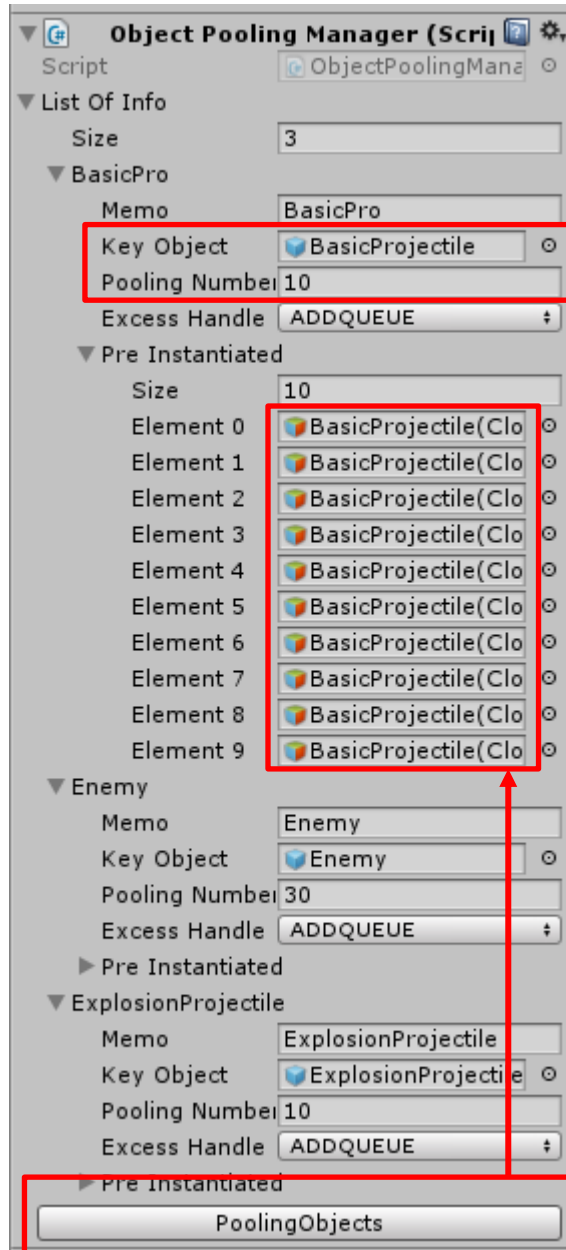 Object Pooling Manager (Scri
Script ObjectPoolingMana
List Of Info
Size 3
BasicPro
Memo BasicPro
Key Object BasicProjectile
Pooling Number 10
Excess Handle ADDQUEUE
Pre Instantiated
Size 10
Element 0 BasicProjectile(Clo
Element 1 BasicProjectile(Clo
Element 2 BasicProjectile(Clo
Element 3 BasicProjectile(Clo
Element 4 BasicProjectile(Clo
Element 5 BasicProjectile(Clo
Element 6 BasicProjectile(Clo
Element 7 BasicProjectile(Clo
Element 8 BasicProjectile(Clo
Element 9 BasicProjectile(Clo
Enemy
Memo Enemy
Key Object Enemy
Pooling Number 30
Excess Handle ADDQUEUE
Pre Instantiated
ExplosionProjectile
Memo ExplosionProjectile
Key Object ExplosionProjectile
Pooling Number 10
Excess Handle ADDQUEUE
Pre Instantiated
PoolingObjects